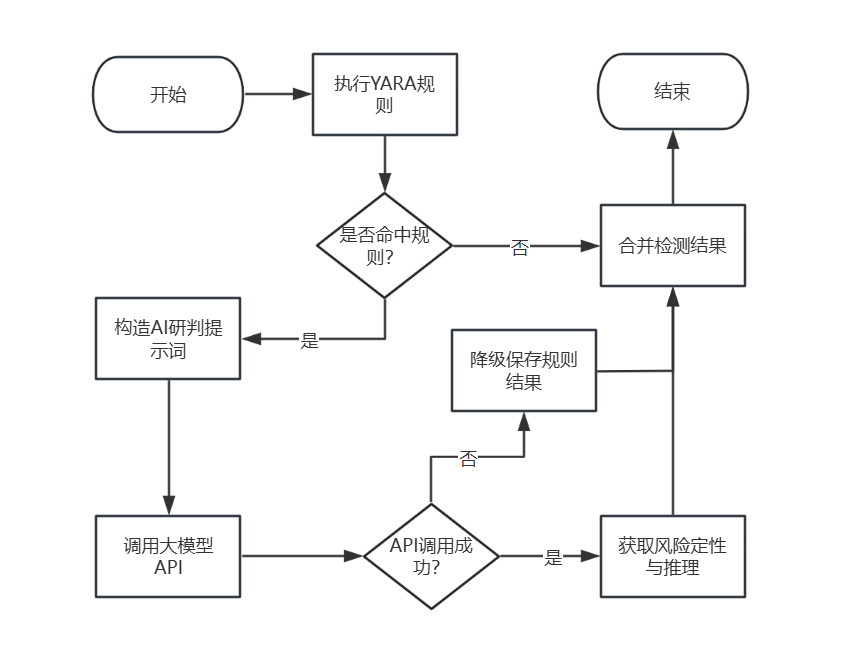 开始
执行YARA规
则
结束
是否命中规
则？
否
合并检测结果
是
构造AI研判提
示词
降级保存规则
结果
否
调用大模型
API
API调用成
功？
是
获取风险定性
与推理